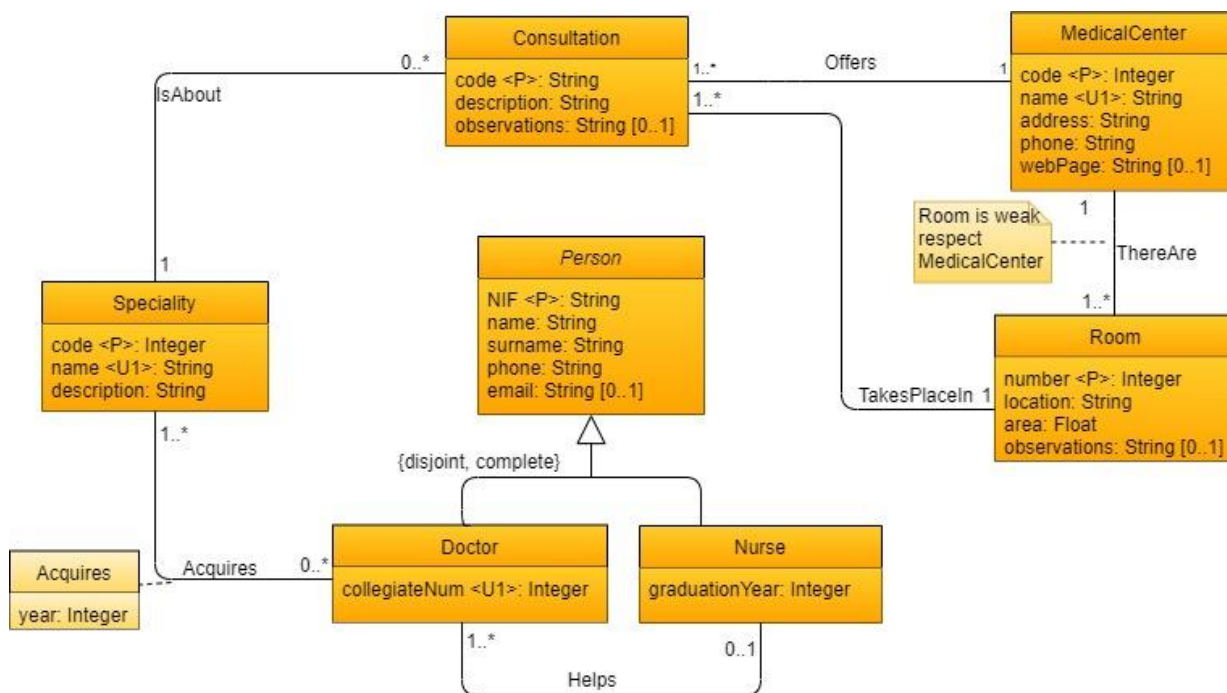 Consultation
code <P>: String
description: String
observations: String [0..1]
0..*
IsAbout
1..*
Offers
1
1..*
MedicalCenter
code <P>: Integer
name <U1>: String
address: String
phone: String
webPage: String [0..1]
Room is weak
respect
MedicalCenter
1
ThereAre
1..*
Person
NIF <P>: String
name: String
surname: String
phone: String
email: String [0..1]
1
Speciality
code <P>: Integer
name <U1>: String
description: String
1..*
Room
number <P>: Integer
location: String
area: Float
observations: String [0..1]
TakesPlaceIn
1
{disjoint, complete}
Doctor
collegiateNum <U1>: Integer
Nurse
graduationYear: Integer
Acquires
year: Integer
Acquires
0..*
1..*
0..1
Helps